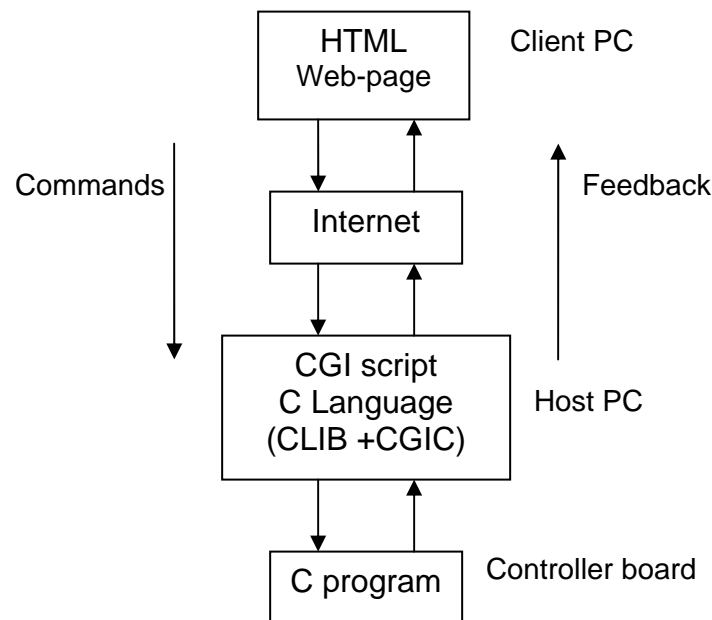 HTML
Web-page
Client PC
Commands
Feedback
Internet
CGI script
C Language
(CLIB +CGIC)
Host PC
C program
Controller board